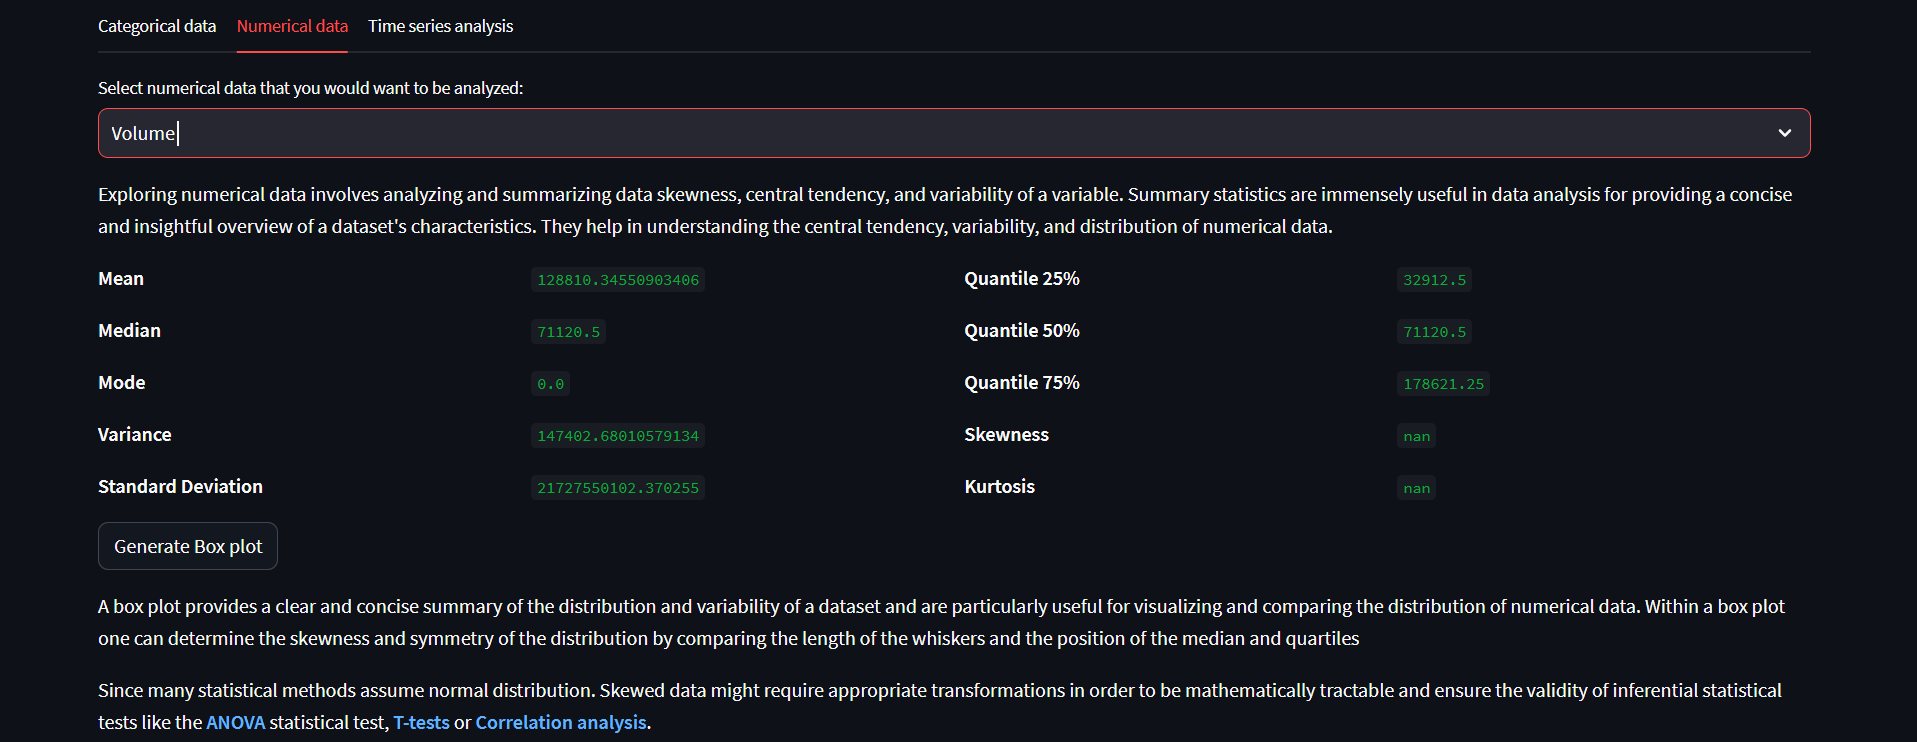 Categorical data Numerical data Time series analysis
Select numerical data that you would want to be analyzed:
Volume
Exploring numerical data involves analyzing and summarizing data skewness, central tendency, and variability of a variable. Summary statistics are immensely useful in data analysis for providing a concise
and insightful overview of a dataset's characteristics. They help in understanding the central tendency, variability, and distribution of numerical data.
Mean 128810.34550903406 Quantile 25% 32912.5
Median 71120.5 Quantile 50% 71120.5
Mode 0.0 Quantile 75% 178621.25
Variance 147402.68010579134 Skewness nan
Standard Deviation 21727550102.370255 Kurtosis nan
Generate Box plot
A box plot provides a clear and concise summary of the distribution and variability of a dataset and are particularly useful for visualizing and comparing the distribution of numerical data. Within a box plot
one can determine the skewness and symmetry of the distribution by comparing the length of the whiskers and the position of the median and quartiles
Since many statistical methods assume normal distribution. Skewed data might require appropriate transformations in order to be mathematically tractable and ensure the validity of inferential statistical
tests like the ANOVA statistical test, T-tests or Correlation analysis.